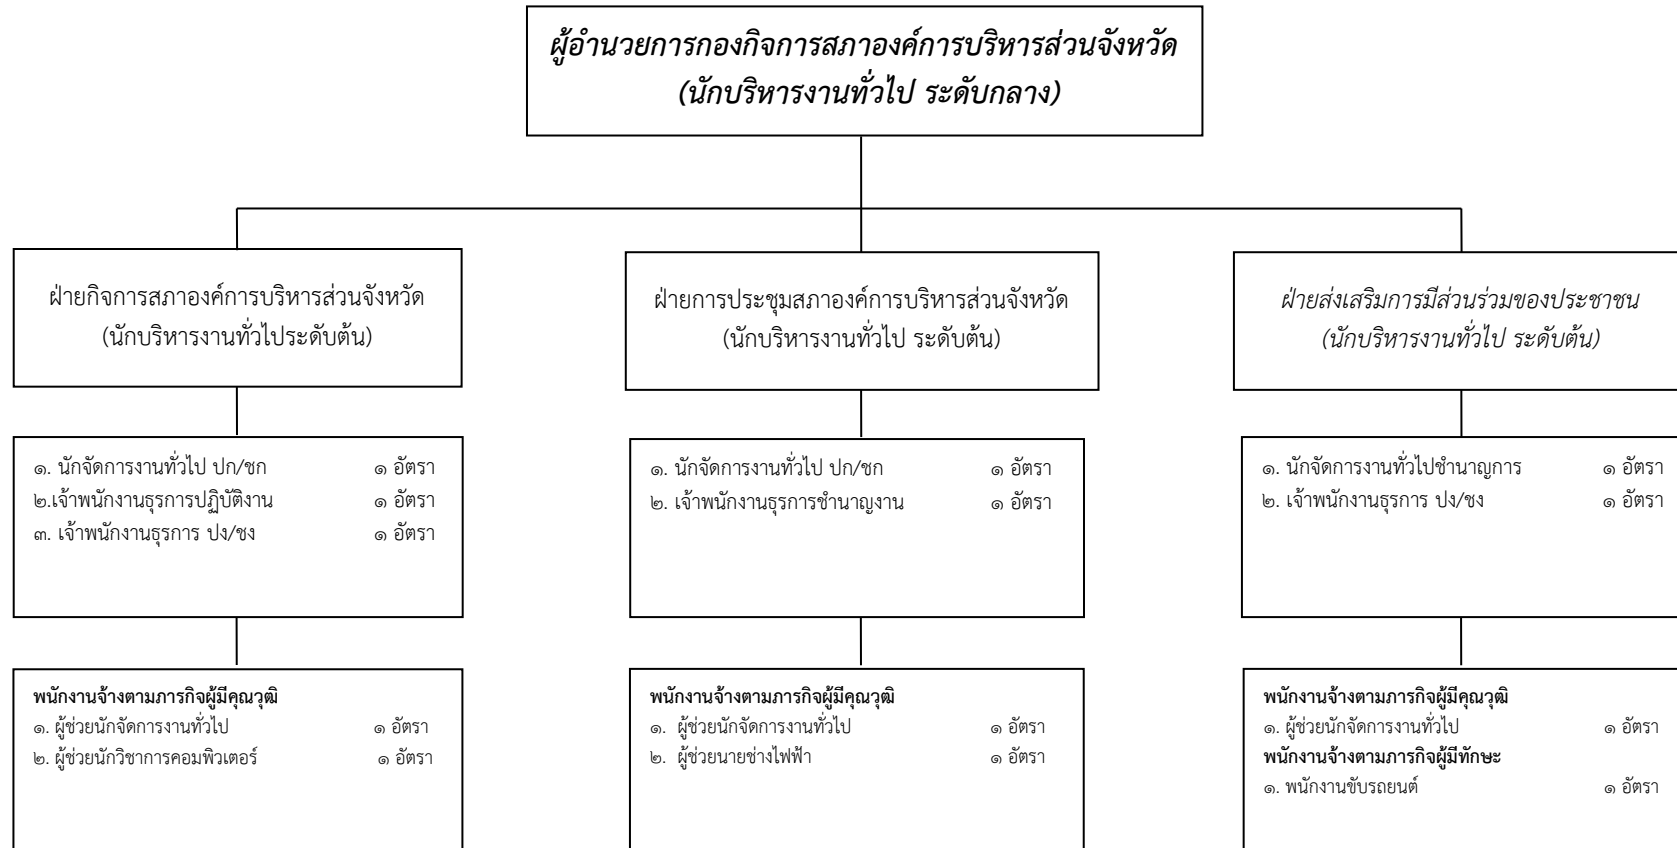 ผู้อำนวยการกองกิจการสภาองค์การบริหารส่วนจังหวัด
(นักบริหารงานทั่วไป ระดับกลาง)
ฝ่ายกิจการสภาองค์การบริหารส่วนจังหวัด
(นักบริหารงานทั่วไประดับต้น)
๑. นักจัดการงานทั่วไป ปก/ชก ๑ อัตรา
๒.เจ้าพนักงานธุรการปฏิบัติงาน ๑ อัตรา
๓. เจ้าพนักงานธุรการ ปง/ชง ๑ อัตรา
พนักงานจ้างตามภารกิจผู้มีคุณวุฒิ
๑. ผู้ช่วยนักจัดการงานทั่วไป ๑ อัตรา
๒. ผู้ช่วยนักวิชาการคอมพิวเตอร์ ๑ อัตรา
ฝ่ายการประชุมสภาองค์การบริหารส่วนจังหวัด
(นักบริหารงานทั่วไป ระดับต้น)
๑. นักจัดการงานทั่วไป ปก/ชก ๑ อัตรา
๒. เจ้าพนักงานธุรการชำนาญงาน ๑ อัตรา
พนักงานจ้างตามภารกิจผู้มีคุณวุฒิ
๑. ผู้ช่วยนักจัดการงานทั่วไป ๑ อัตรา
๒. ผู้ช่วยนายช่างไฟฟ้า ๑ อัตรา
ฝ่ายส่งเสริมการมีส่วนร่วมของประชาชน
(นักบริหารงานทั่วไป ระดับต้น)
๑. นักจัดการงานทั่วไปชำนาญการ ๑ อัตรา
๒. เจ้าพนักงานธุรการ ปง/ชง ๑ อัตรา
พนักงานจ้างตามภารกิจผู้มีคุณวุฒิ
๑. ผู้ช่วยนักจัดการงานทั่วไป ๑ อัตรา
พนักงานจ้างตามภารกิจผู้มีทักษะ
๑. พนักงานขับรถยนต์ ๑ อัตรา